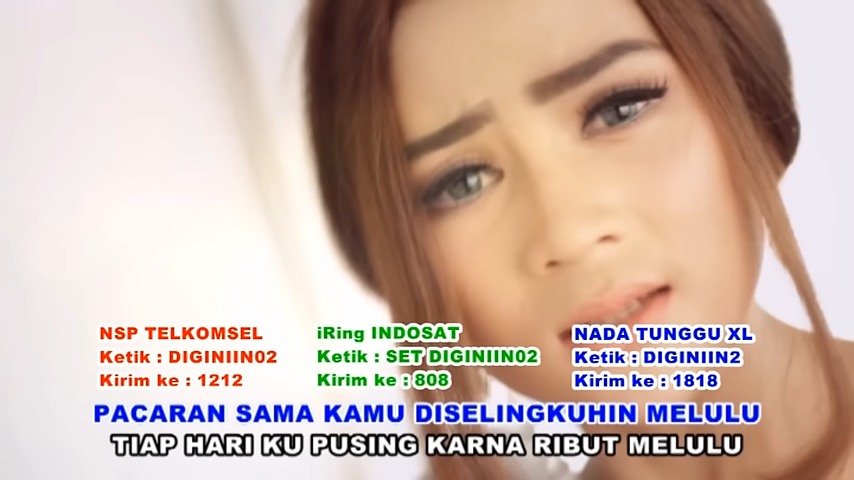 NSP TELKOMSEL
Ketik : DIGINIIN02
Kirim ke : 1212
iRing INDOSAT
Ketik : SET DIGINIIN02
Kirim ke : 808
NADA TUNGGU XL
Ketik : DIGINIIN2
Kirim ke : 1818
PACARAN SAMA KAMU DISELINGKUHIN MELULU
TIAP HARI KU PUSING KARNA RIBUT MELULU